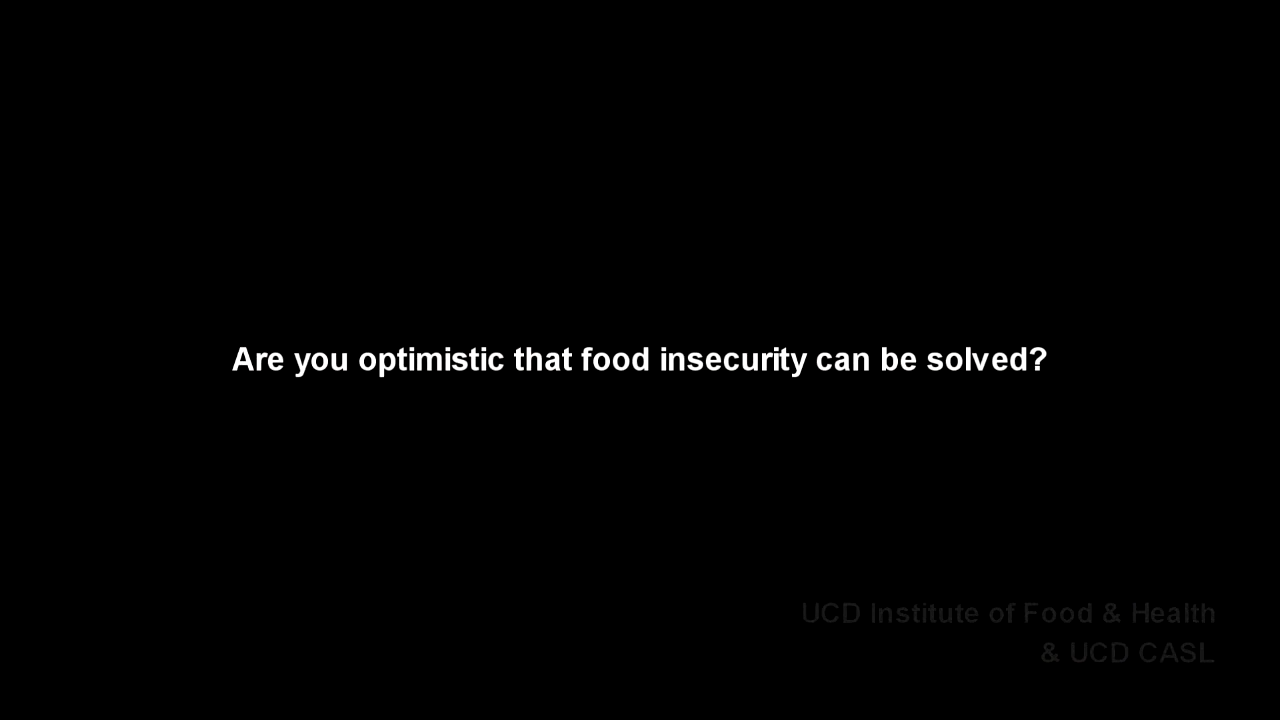 Are you optimistic that food insecurity can be solved?
UCD Institute of Food & Health
& UCD CASL